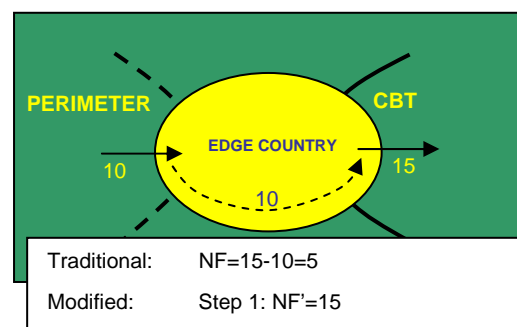 PERIMETER
CBT
EDGE COUNTRY
10
15
10
Traditional: NF=15-10=5
Modified: Step 1: NF’=15